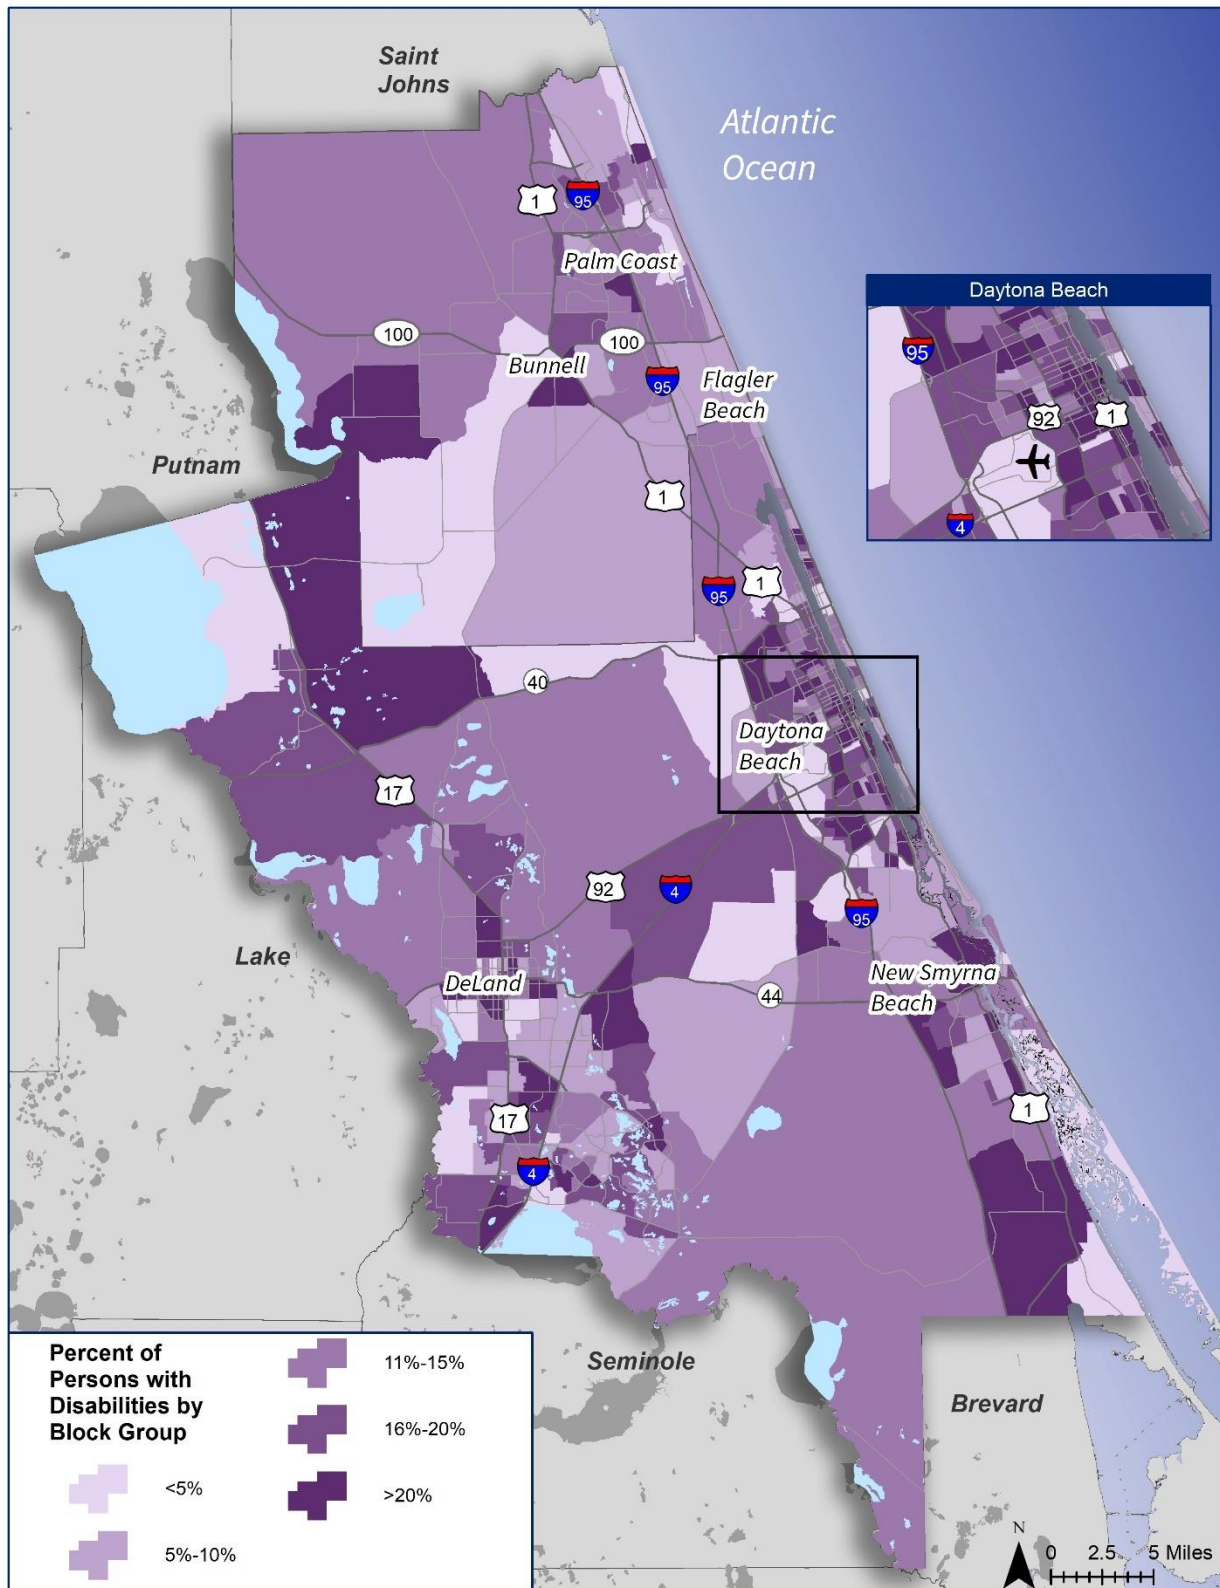 Saint
Johns
Atlantic
Ocean
1
95
Palm Coast
Daytona Beach
95
92
1
4
100
100
Bunnell
95
Flagler
Beach
Putnam
1
95
1
40
Daytona
Beach
17
92
4
95
Lake
DeLand
New Smyrna
Beach
44
17
1
4
Seminole
Brevard
Percent of
Persons with
Disabilities by
Block Group
<5%
5%-10%
11%-15%
16%-20%
>20%
N
0 2.5 5 Miles